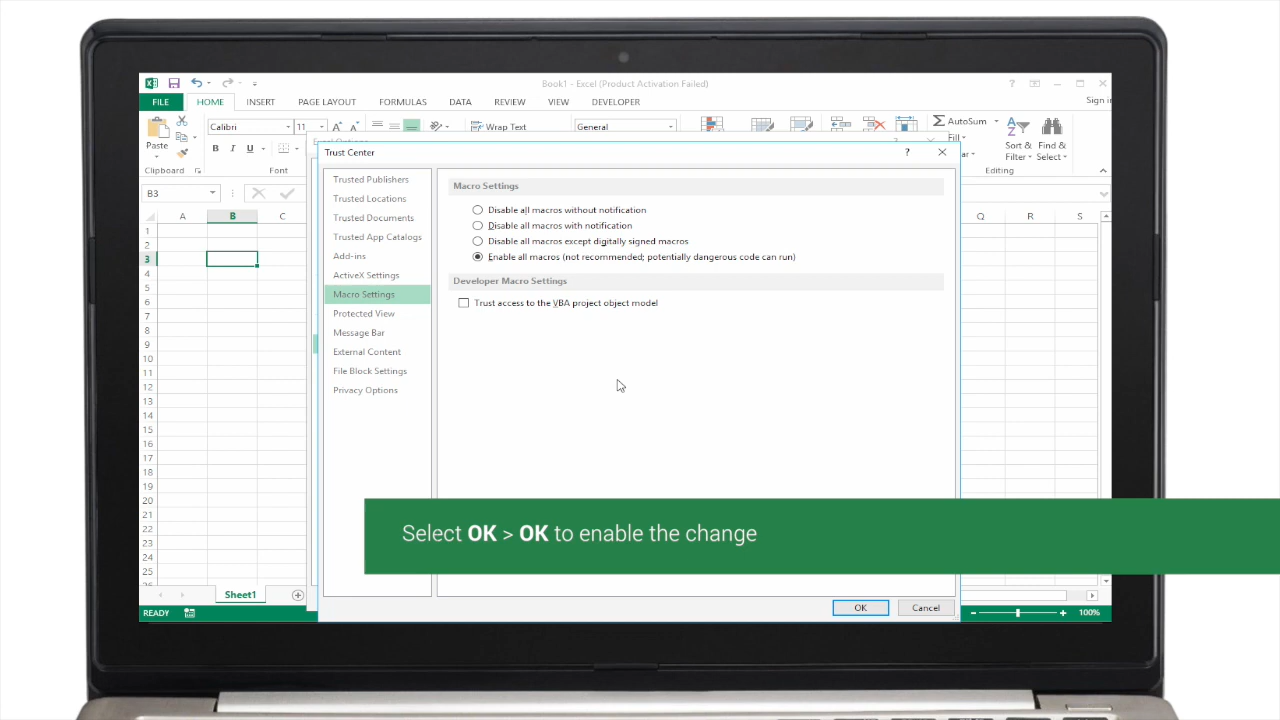 Book1 - Excel (Product Activation Failed)
?
FILE HOME INSERT PAGE LAYOUT FORMULAS DATA REVIEW VIEW DEVELOPER
Sign in
Calibri 11
Wrap Text
General
AutoSum
Paste
B I U
Sort & Filter
Find & Select
Clipboard
Font
Editing
Trust Center
?
B3
A B C
Q R S
1
2
3
4
5
6
7
8
9
10
11
12
13
14
15
16
17
18
19
20
21
22
23
24
25
Trusted Publishers
Trusted Locations
Trusted Documents
Trusted App Catalogs
Add-ins
ActiveX Settings
Macro Settings
Protected View
Message Bar
External Content
File Block Settings
Privacy Options
Macro Settings
Disable all macros without notification
Disable all macros with notification
Disable all macros except digitally signed macros
Enable all macros (not recommended; potentially dangerous code can run)
Developer Macro Settings
Trust access to the VBA project object model
Select OK > OK to enable the change
Sheet1
OK Cancel
READY
100%